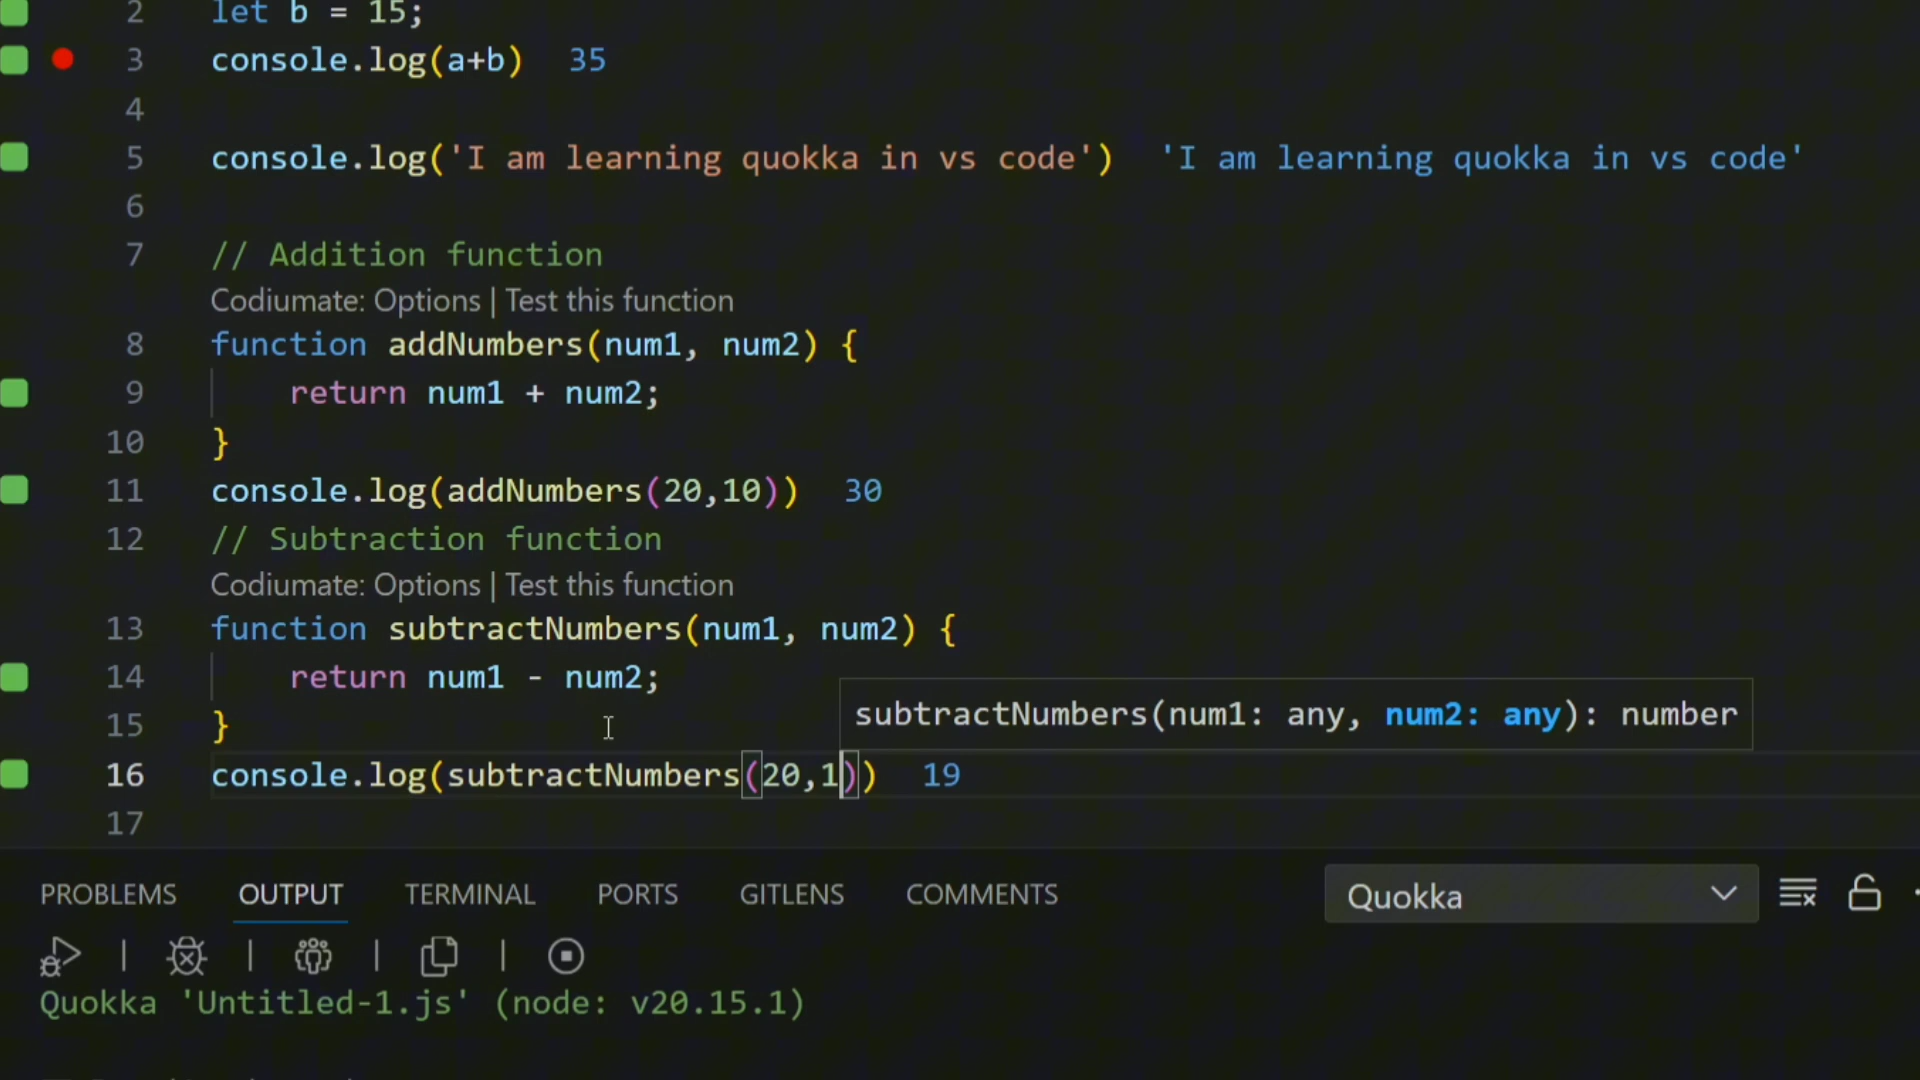 2 let b = 15;
3 console.log(a+b) 35
4
5 console.log('I am learning quokka in vs code') 'I am learning quokka in vs code'
6
7 // Addition function
Codiumate: Options | Test this function
8 function addNumbers(num1, num2) {
9 return num1 + num2;
10 }
11 console.log(addNumbers(20,10)) 30
12 // Subtraction function
Codiumate: Options | Test this function
13 function subtractNumbers(num1, num2) {
14 return num1 - num2;
subtractNumbers(num1: any, num2: any): number
15 }
16 console.log(subtractNumbers(20,1)) 19
17
PROBLEMS OUTPUT TERMINAL PORTS GITLENS COMMENTS Quokka
Quokka 'Untitled-1.js' (node: v20.15.1)